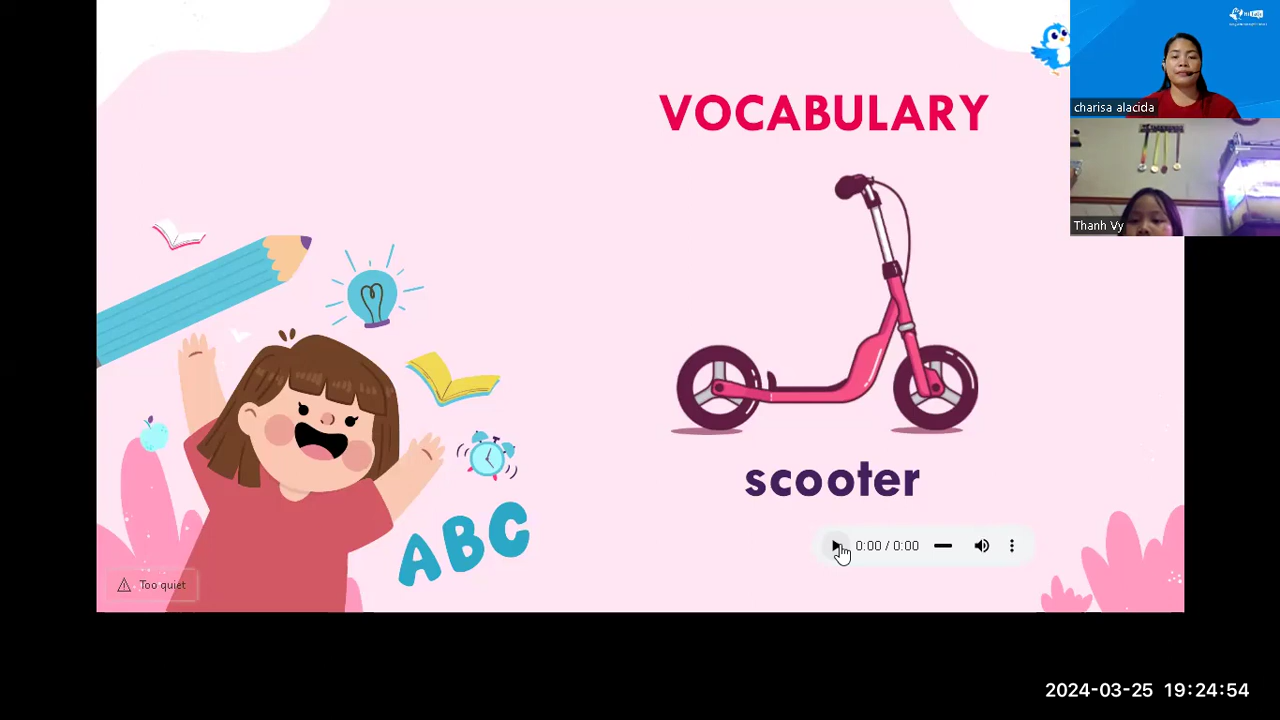 VOCABULARY
charisa alacida
Thanh Vy
scooter
0:00 / 0:00
ABC
Too quiet
2024-03-25 19:24:54